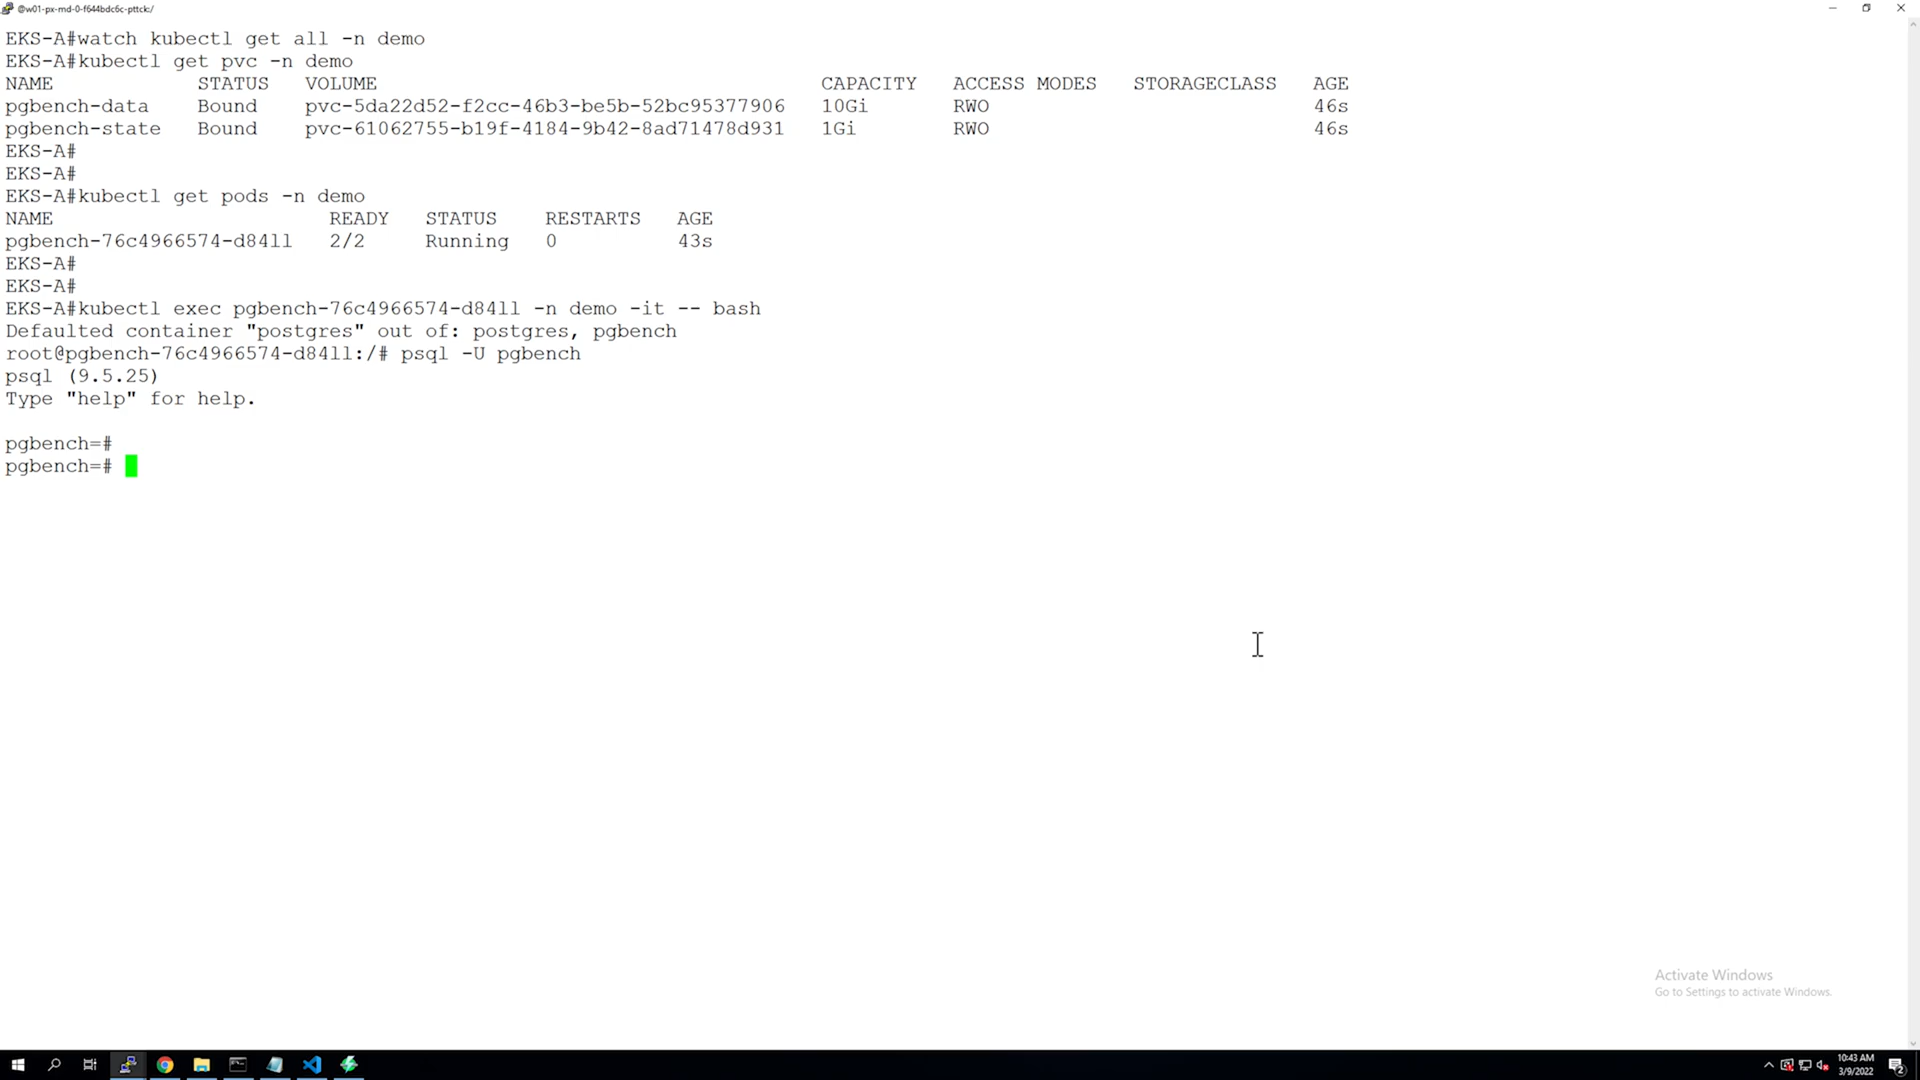 @w01-px-md-0-f644bdc6c-pttck:/
EKS-A#watch kubectl get all -n demo
EKS-A#kubectl get pvc -n demo
NAME STATUS VOLUME CAPACITY ACCESS MODES STORAGECLASS AGE
pgbench-data Bound pvc-5da22d52-f2cc-46b3-be5b-52bc95377906 10Gi RWO 46s
pgbench-state Bound pvc-61062755-b19f-4184-9b42-8ad71478d931 1Gi RWO 46s
EKS-A#
EKS-A#
EKS-A#kubectl get pods -n demo
NAME READY STATUS RESTARTS AGE
pgbench-76c4966574-d84ll 2/2 Running 0 43s
EKS-A#
EKS-A#
EKS-A#kubectl exec pgbench-76c4966574-d84ll -n demo -it -- bash
Defaulted container "postgres" out of: postgres, pgbench
root@pgbench-76c4966574-d84ll:/# psql -U pgbench
psql (9.5.25)
Type "help" for help.
pgbench=#
pgbench=#
Activate Windows
Go to Settings to activate Windows.
10:43 AM
3/9/2022
2